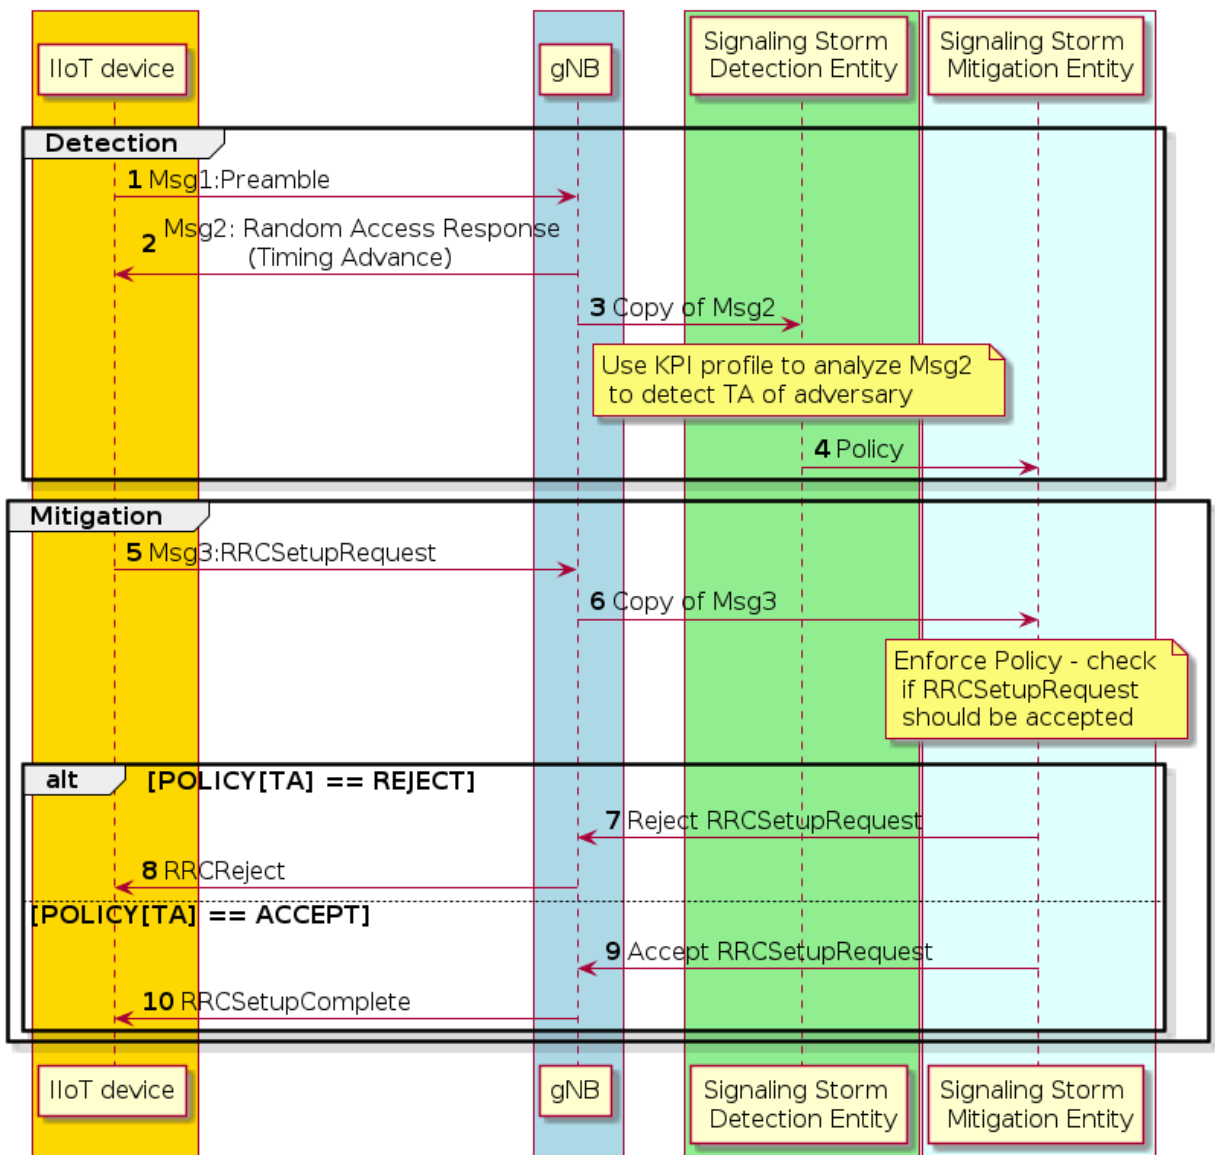 IIoT device
gNB
Signaling Storm
Detection Entity
Signaling Storm
Mitigation Entity
Detection
1 Msg1:Preamble
2 Msg2: Random Access Response
(Timing Advance)
3 Copy of Msg2
Use KPI profile to analyze Msg2
to detect TA of adversary
4 Policy
Mitigation
5 Msg3:RRCSetupRequest
6 Copy of Msg3
Enforce Policy - check
if RRCSetupRequest
should be accepted
alt [POLICY[TA] == REJECT]
7 Reject RRCSetupRequest
8 RRCReject
[POLICY[TA] == ACCEPT]
9 Accept RRCSetupRequest
10 RRCSetupComplete
IIoT device
gNB
Signaling Storm
Detection Entity
Signaling Storm
Mitigation Entity